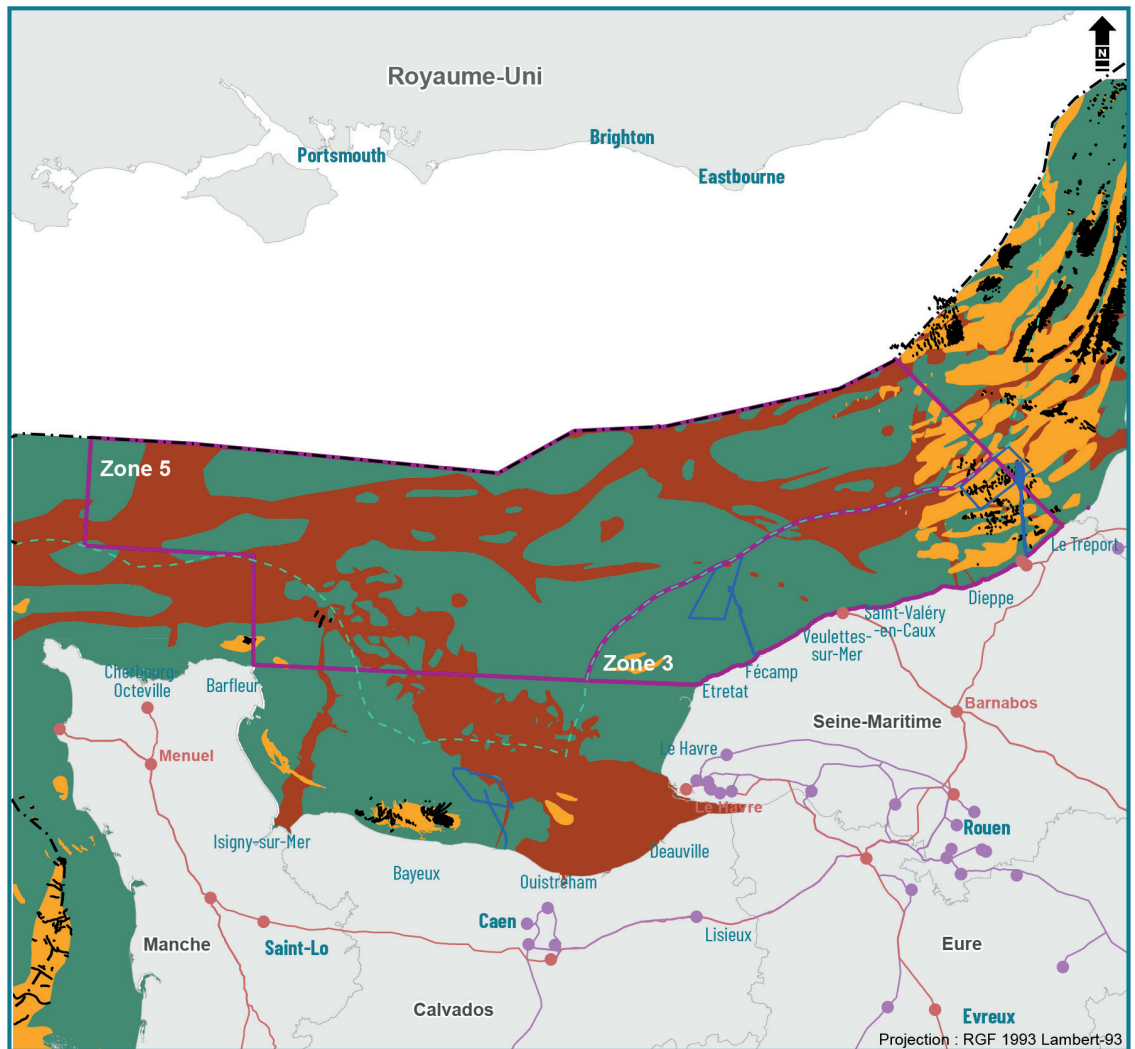 N
Royaume-Uni
Brighton
Portsmouth
Eastbourne
Zone 5
Le Tréport
Dieppe
Saint-Valéry
-en-Caux
Veulettes-
sur-Mer
Zone 3
Fécamp
Etretat
Cherbourg-
Octeville
Barfleur
Barnabos
Seine-Maritime
Menuel
Le Havre
Le Havre
Rouen
Isigny-sur-Mer
Deauville
Bayeux
Ouistreham
Caen
Lisieux
Manche
Saint-Lo
Eure
Calvados
Evreux
Projection : RGF 1993 Lambert-93